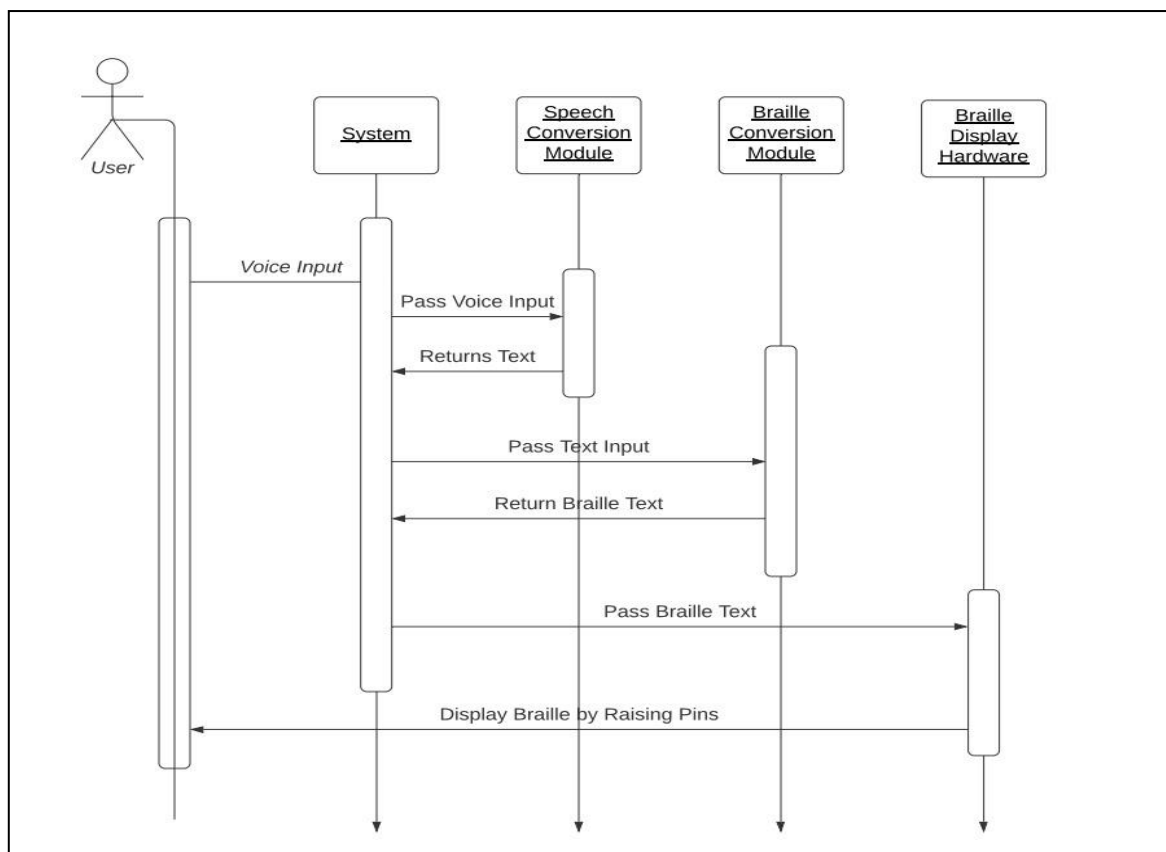 User
System
Speech
Conversion
Module
Braille
Conversion
Module
Braille
Display
Hardware
Voice Input
Pass Voice Input
Returns Text
Pass Text Input
Return Braille Text
Pass Braille Text
Display Braille by Raising Pins